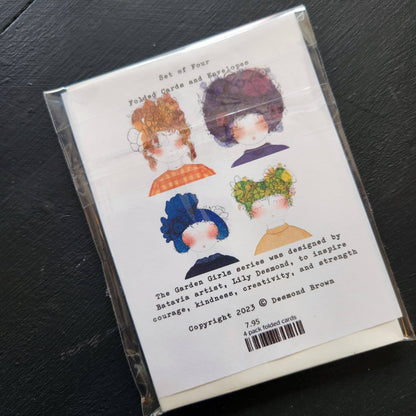 Set of Four
Folded Cards and Envelopes
The Garden Girls series was designed by
Batavia artist, Lily Desmond, to inspire
courage, kindness, creativity, and strength
Copyright 2023 © Desmond Brown
7.95
4 pack folded cards